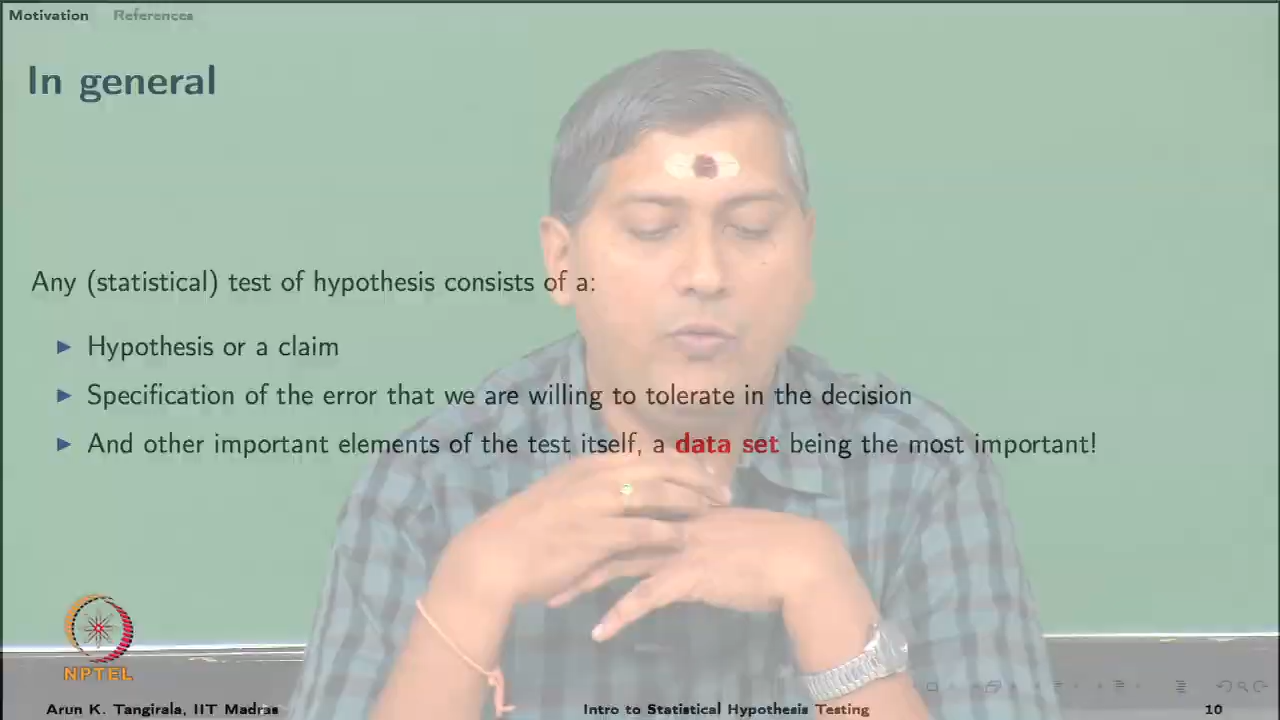 Motivation References
In general
Any (statistical) test of hypothesis consists of a:
Hypothesis or a claim
Specification of the error that we are willing to tolerate in the decision
And other important elements of the test itself, a data set being the most important!
NPTEL
Arun K. Tangirala, IIT Madras Intro to Statistical Hypothesis Testing 10